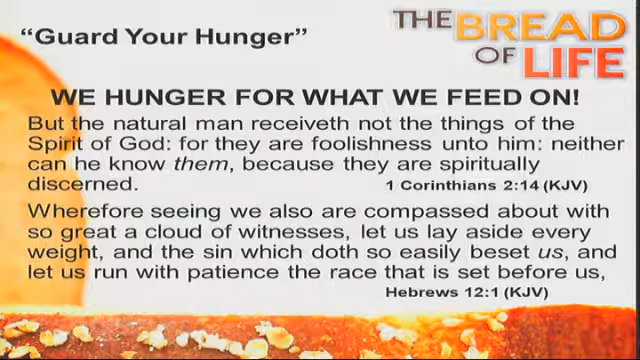 “Guard Your Hunger”
THE BREAD
OF LIFE
WE HUNGER FOR WHAT WE FEED ON!
But the natural man receiveth not the things of the
Spirit of God: for they are foolishness unto him: neither
can he know them, because they are spiritually
discerned. 1 Corinthians 2:14 (KJV)
Wherefore seeing we also are compassed about with
so great a cloud of witnesses, let us lay aside every
weight, and the sin which doth so easily beset us, and
let us run with patience the race that is set before us,
Hebrews 12:1 (KJV)